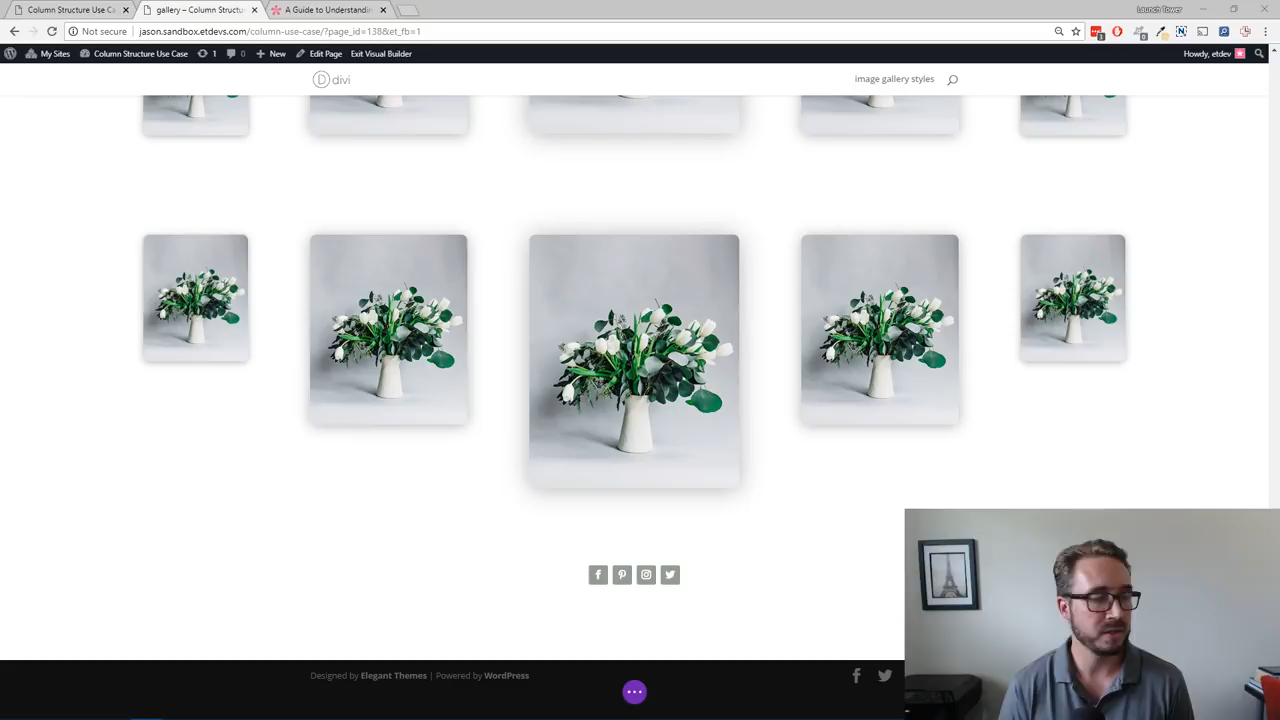 Column Structure Use Ca
gallery – Column Structu
A Guide to Understandin
Launch Tower
Not secure
jason.sandbox.etdevs.com/column-use-case/?page_id=138&et_fb=1
My Sites
Column Structure Use Case
1
0
New
Edit Page
Exit Visual Builder
Howdy, etdev
D divi
image gallery styles
Designed by Elegant Themes | Powered by WordPress